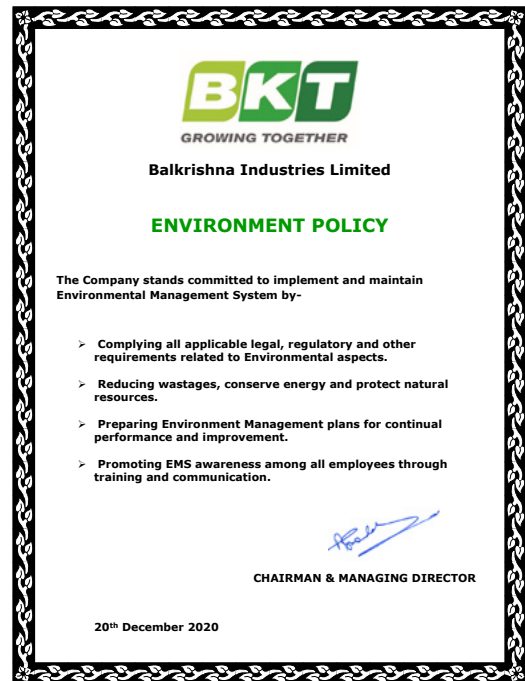 BKT
GROWING TOGETHER
Balkrishna Industries Limited
ENVIRONMENT POLICY
The Company stands committed to implement and maintain
Environmental Management System by-
➢ Complying all applicable legal, regulatory and other
requirements related to Environmental aspects.
➢ Reducing wastages, conserve energy and protect natural
resources.
➢ Preparing Environment Management plans for continual
performance and improvement.
➢ Promoting EMS awareness among all employees through
training and communication.
CHAIRMAN & MANAGING DIRECTOR
20th December 2020